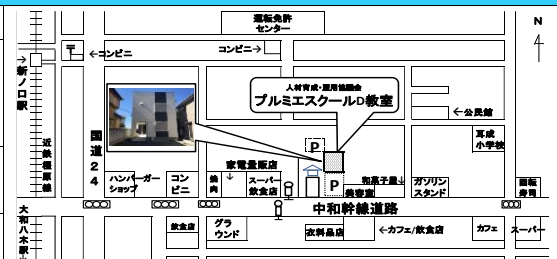 運転免許
センター
N
〒
←コンビニ
コンビニ→
新ノ口駅
人材育成・雇用協議会
プルミエスクールD教室
←公民館
国道24
近鉄橿原線
P
耳成
小学校
ハンバーガー
ショップ
コン
ビニ
焼肉
家電量販店
↓
スーパー
飲食店
P
和菓子屋↓
美容室
ガソリン
スタンド
回転
寿司
中和幹線道路
大和八木駅
飲食店
グラ
ウンド
衣料品店
←カフェ/飲食店
カフェ
スーパー